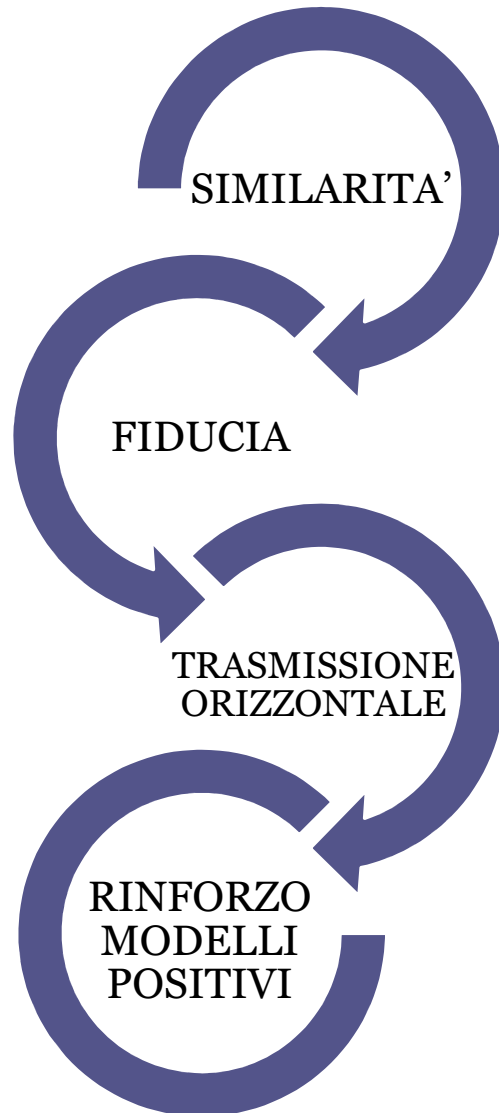 SIMILARITA’
FIDUCIA
TRASMISSIONE
ORIZZONTALE
RINFORZO
MODELLI
POSITIVI